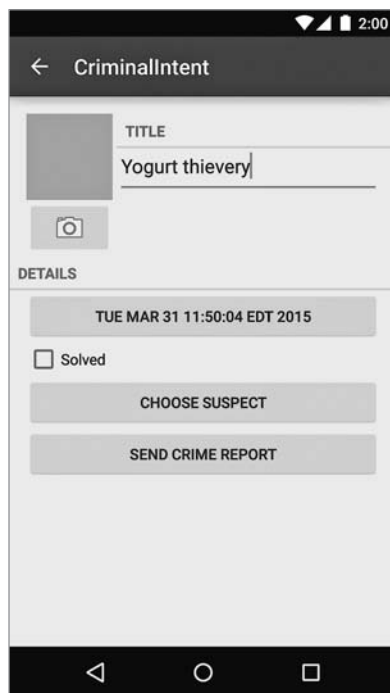 2:00
CriminalIntent
TITLE
Yogurt thievery
DETAILS
TUE MAR 31 11:50:04 EDT 2015
Solved
CHOOSE SUSPECT
SEND CRIME REPORT